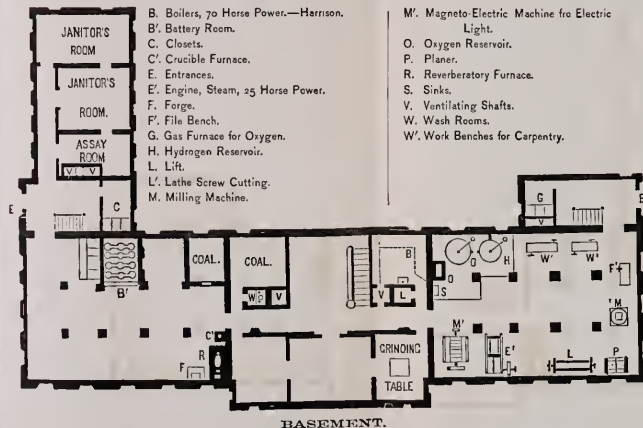 B. Boilers, 70 Horse Power.—Harrison.
B'. Battery Room.
C. Closets.
C'. Crucible Furnace.
E. Entrances.
E'. Engine, Steam, 25 Horse Power.
F. Forge.
F'. File Bench.
G. Gas Furnace for Oxygen.
H. Hydrogen Reservoir.
L. Lift.
L'. Lathe Screw Cutting.
M. Milling Machine.
M'. Magneto-Electric Machine fro Electric
Light.
O. Oxygen Reservoir.
P. Planer.
R. Reverberatory Furnace.
S. Sinks.
V. Ventilating Shafts.
W. Wash Rooms.
W'. Work Benches for Carpentry.
JANITOR'S
ROOM
JANITOR'S
ROOM.
ASSAY
ROOM
V V
E C
G E
V
COAL. COAL.
B'
B
W V
V L
G H
O
S
W' W'
F'
M
C'
R
F
GRINDING
TABLE
M' E' L P
BASEMENT.